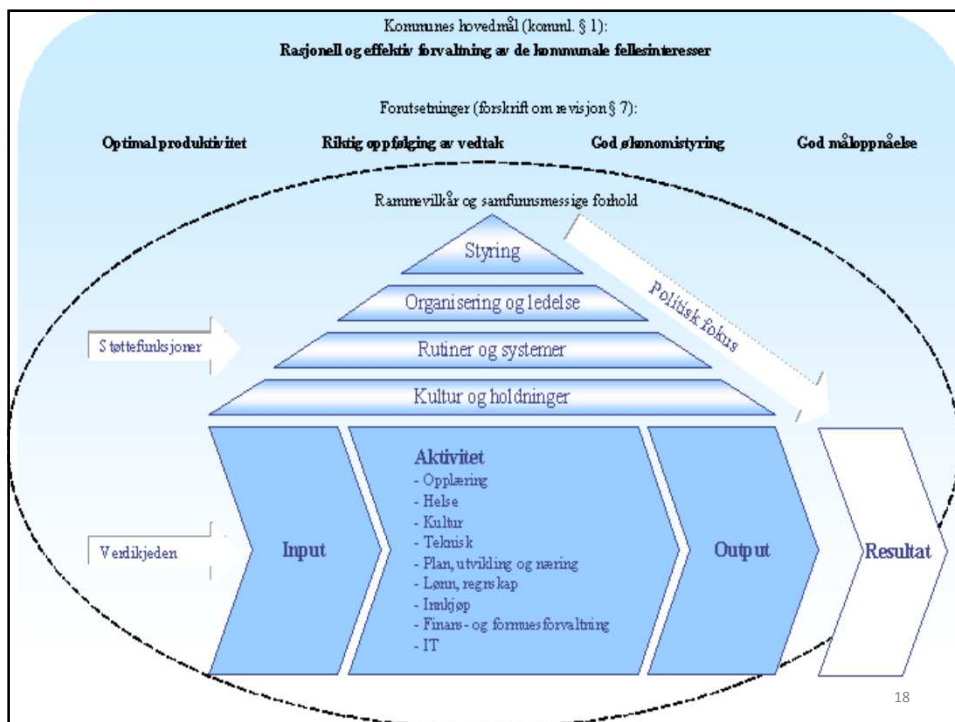 Kommunes hovedmål (komml. § 1):
Rasjonell og effektiv forvaltning av de kommunale fellesinteresser
Forutsetninger (forskrift om revisjon § 7):
Optimal produktivitet
Riktig oppfølging av vedtak
God økonomistyring
God måloppnåelse
Rammevilkår og samfunnsmessige forhold
Styring
Organisering og ledelse
Rutiner og systemer
Kultur og holdninger
Politisk fokus
Støttefunksjoner
Verdikjeden
Input
Aktivitet
- Opplæring
- Helse
- Kultur
- Teknisk
- Plan, utvikling og næring
- Lønn, regnskap
- Innkjøp
- Finans- og formuesforvaltning
- IT
Output
Resultat
18